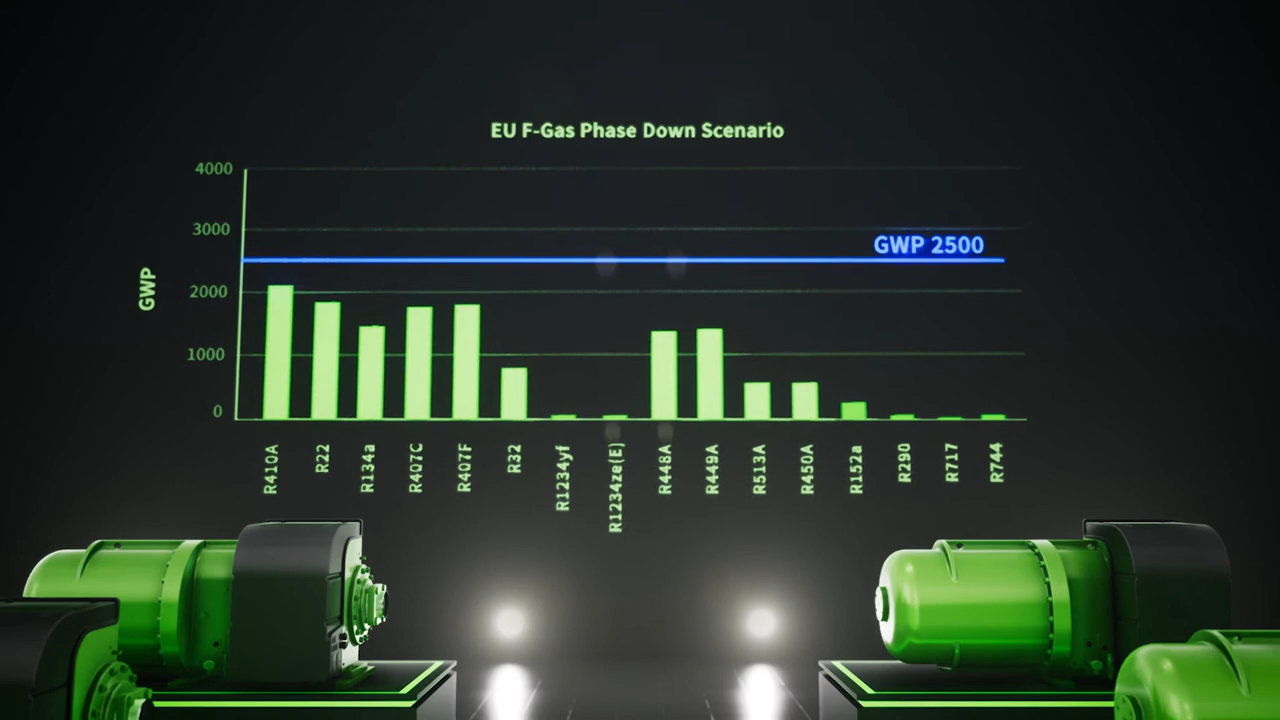 EU F-Gas Phase Down Scenario
4000
3000
GWP 2500
2000
1000
0
GWP
R410A
R22
R134a
R407C
R407F
R32
R1234yf
R1234ze(E)
R448A
R449A
R513A
R450A
R152a
R290
R717
R744